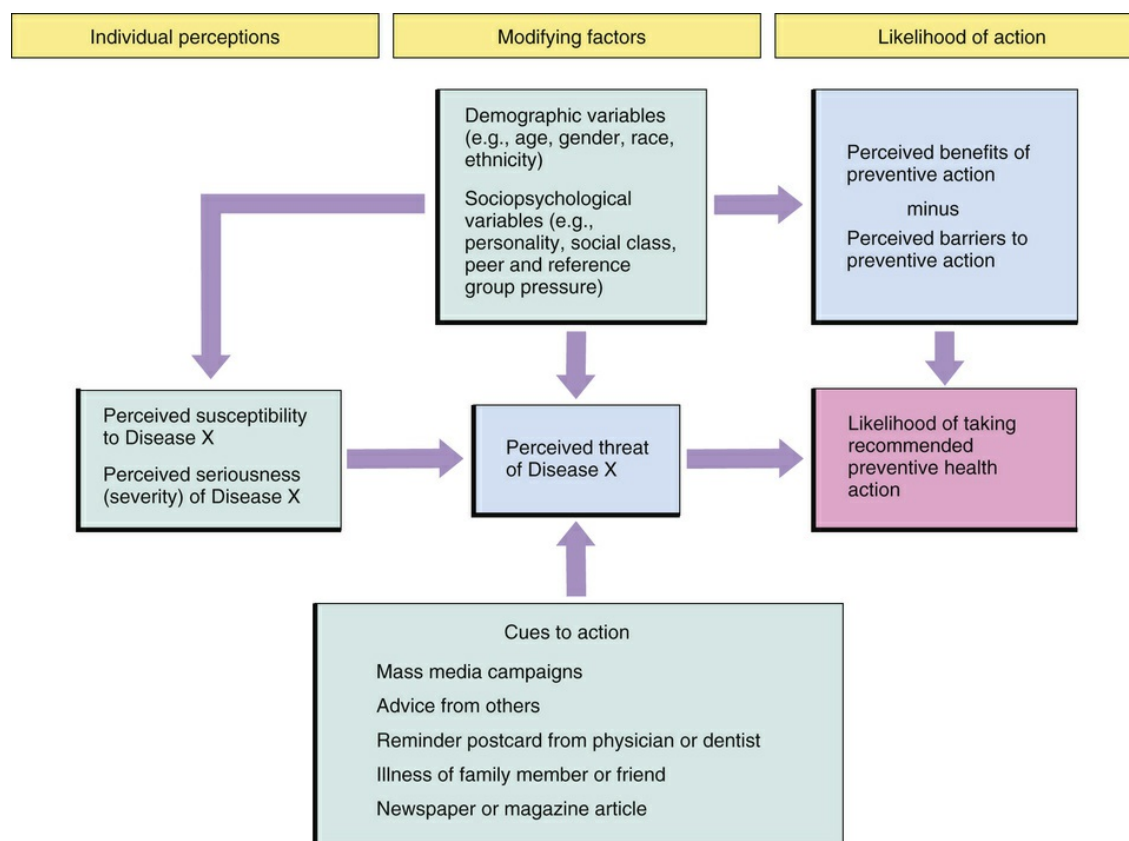 Individual perceptions
Modifying factors
Likelihood of action
Demographic variables
(e.g., age, gender, race,
ethnicity)
Sociopsychological
variables (e.g.,
personality, social class,
peer and reference
group pressure)
Perceived benefits of
preventive action
minus
Perceived barriers to
preventive action
Perceived susceptibility
to Disease X
Perceived seriousness
(severity) of Disease X
Perceived threat
of Disease X
Likelihood of taking
recommended
preventive health
action
Cues to action
Mass media campaigns
Advice from others
Reminder postcard from physician or dentist
Illness of family member or friend
Newspaper or magazine article